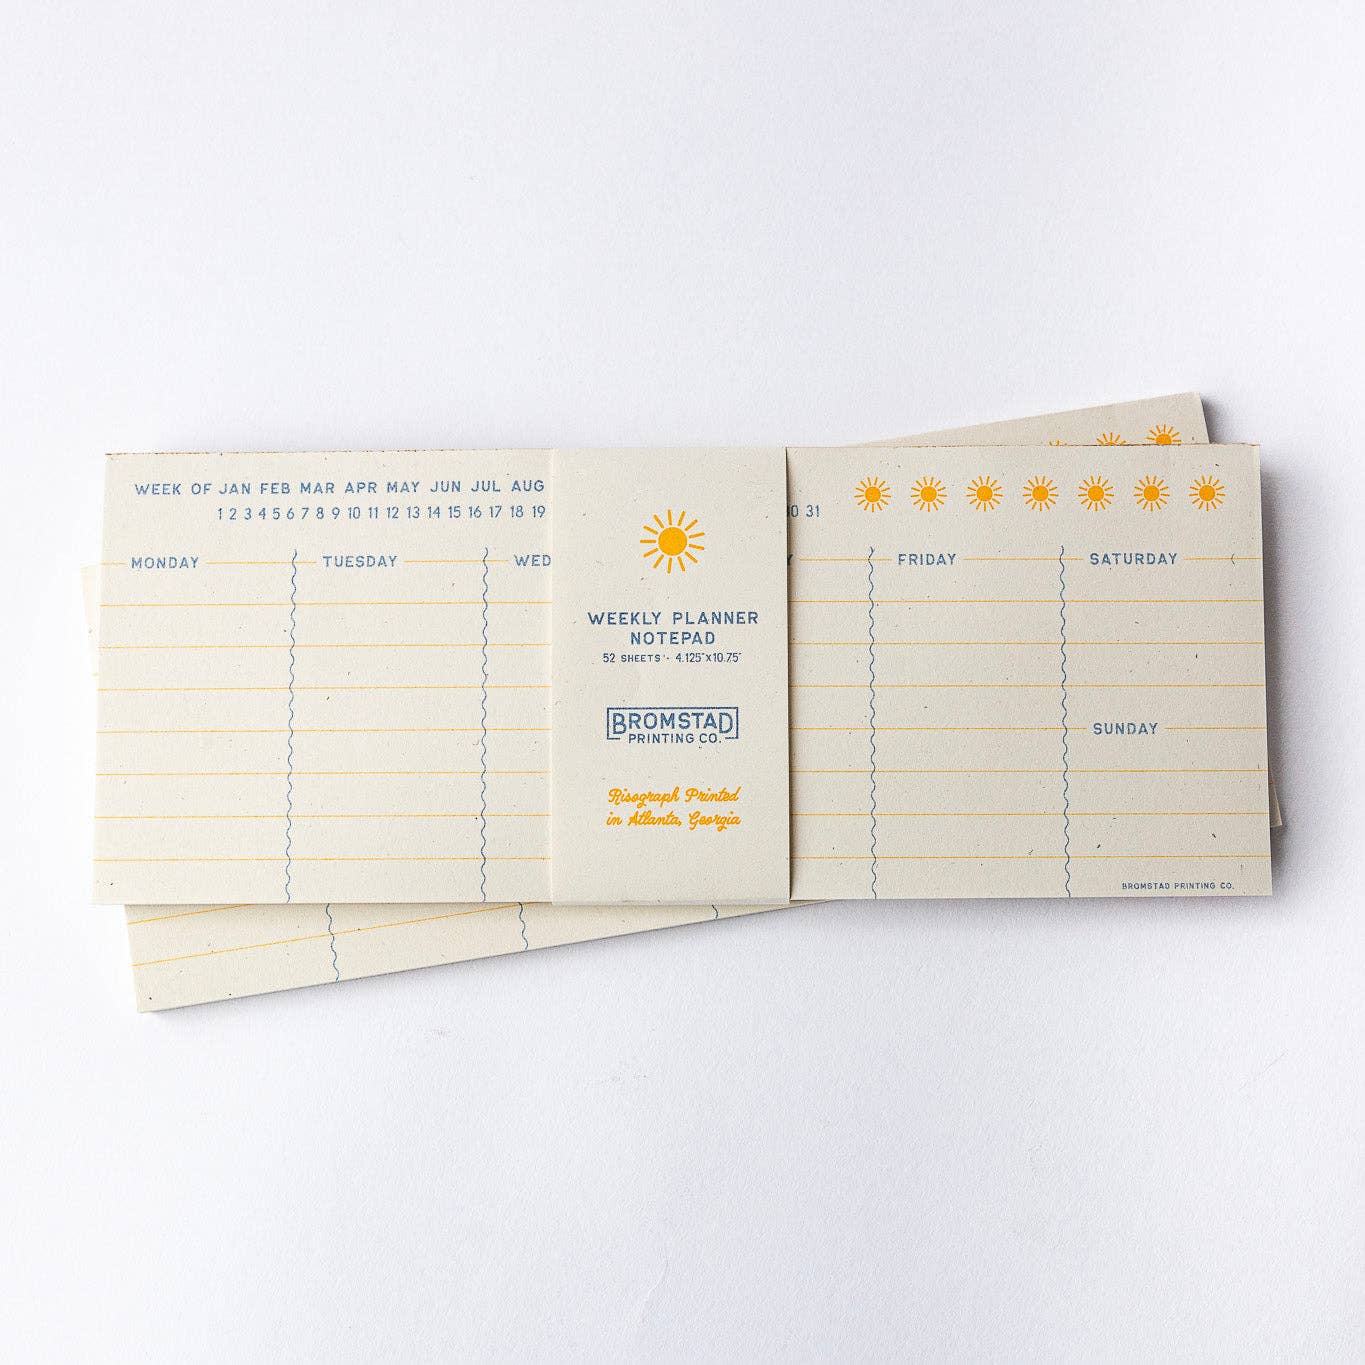 WEEK OF JAN FEB MAR APR MAY JUN JUL AUG
1 2 3 4 5 6 7 8 9 10 11 12 13 14 15 16 17 18 19
31
MONDAY TUESDAY WED
FRIDAY SATURDAY
SUNDAY
BROMSTAD PRINTING CO.
WEEKLY PLANNER
NOTEPAD
52 SHEETS - 4.125"X10.75"
BROMSTAD
PRINTING CO.
Risograph Printed
in Atlanta, Georgia